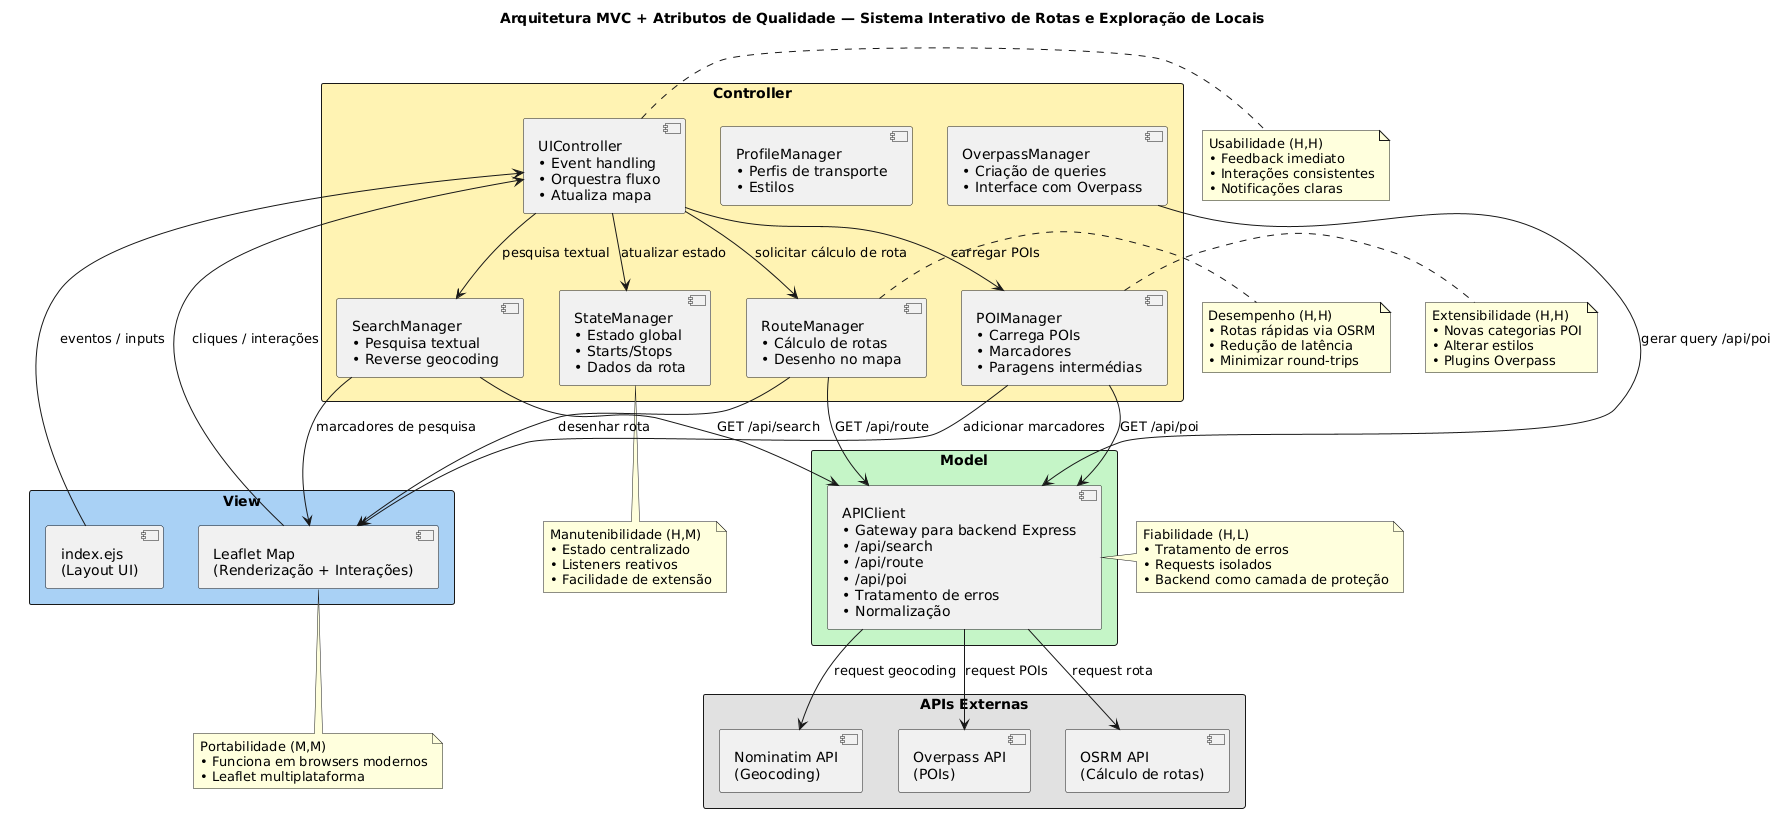 Arquitetura MVC + Atributos de Qualidade — Sistema Interativo de Rotas e Exploração de Locais
Controller
UIController
• Event handling
• Orquestra fluxo
• Atualiza mapa
ProfileManager
• Perfis de transporte
• Estilos
OverpassManager
• Criação de queries
• Interface com Overpass
Usabilidade (H,H)
• Feedback imediato
• Interações consistentes
• Notificações claras
pesquisa textual
atualizar estado
solicitar cálculo de rota
carregar POIs
eventos / inputs
cliques / interações
SearchManager
• Pesquisa textual
• Reverse geocoding
StateManager
• Estado global
• Starts/Stops
• Dados da rota
RouteManager
• Cálculo de rotas
• Desenho no mapa
POIManager
• Carrega POIs
• Marcadores
• Paragens intermédias
Desempenho (H,H)
• Rotas rápidas via OSRM
• Redução de latência
• Minimizar round-trips
Extensibilidade (H,H)
• Novas categorias POI
• Alterar estilos
• Plugins Overpass
gerar query /api/poi
marcadores de pesquisa
desenhar rota
GET /api/search
GET /api/route
adicionar marcadores
GET /api/poi
View
index.ejs
(Layout UI)
Leaflet Map
(Renderização + Interações)
Manutenibilidade (H,M)
• Estado centralizado
• Listeners reativos
• Facilidade de extensão
Model
APIClient
• Gateway para backend Express
• /api/search
• /api/route
• /api/poi
• Tratamento de erros
• Normalização
Fiabilidade (H,L)
• Tratamento de erros
• Requests isolados
• Backend como camada de proteção
request geocoding
request POIs
request rota
Portabilidade (M,M)
• Funciona em browsers modernos
• Leaflet multiplataforma
APIs Externas
Nominatim API
(Geocoding)
Overpass API
(POIs)
OSRM API
(Cálculo de rotas)